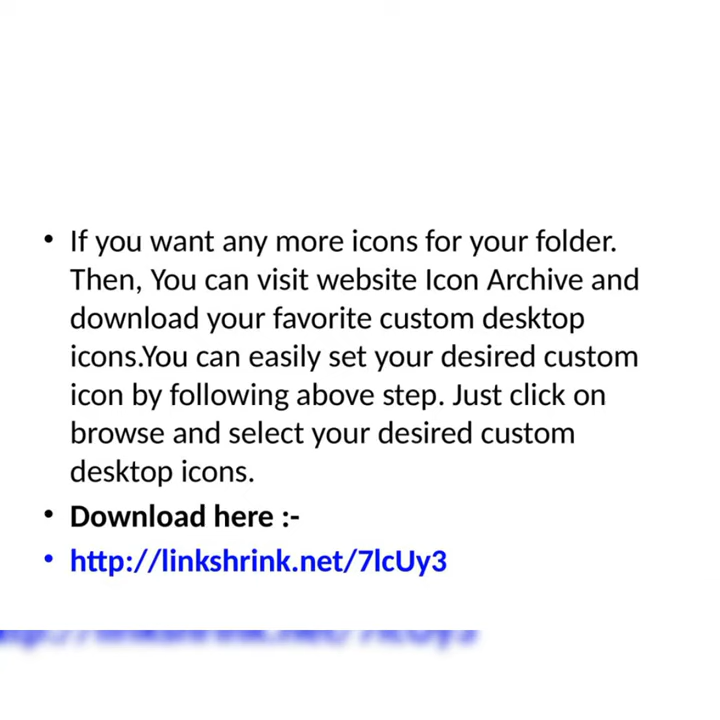 • If you want any more icons for your folder.
Then, You can visit website Icon Archive and
download your favorite custom desktop
icons.You can easily set your desired custom
icon by following above step. Just click on
browse and select your desired custom
desktop icons.
• Download here :-
• http://linkshrink.net/7lcUy3